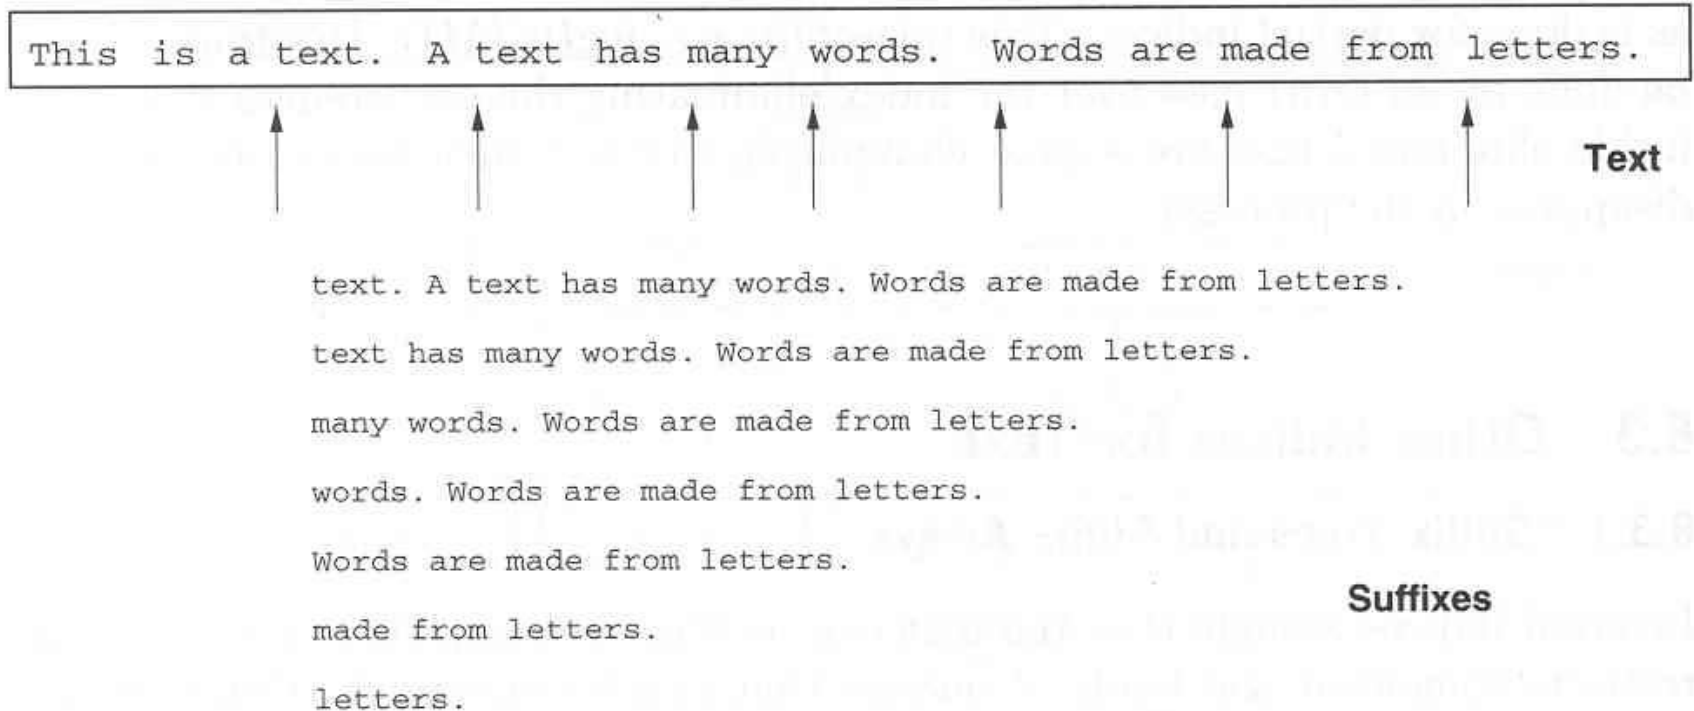 This is a text. A text has many words. Words are made from letters.
Text
text. A text has many words. Words are made from letters.
text has many words. Words are made from letters.
many words. Words are made from letters.
words. Words are made from letters.
Words are made from letters.
Suffixes
made from letters.
letters.